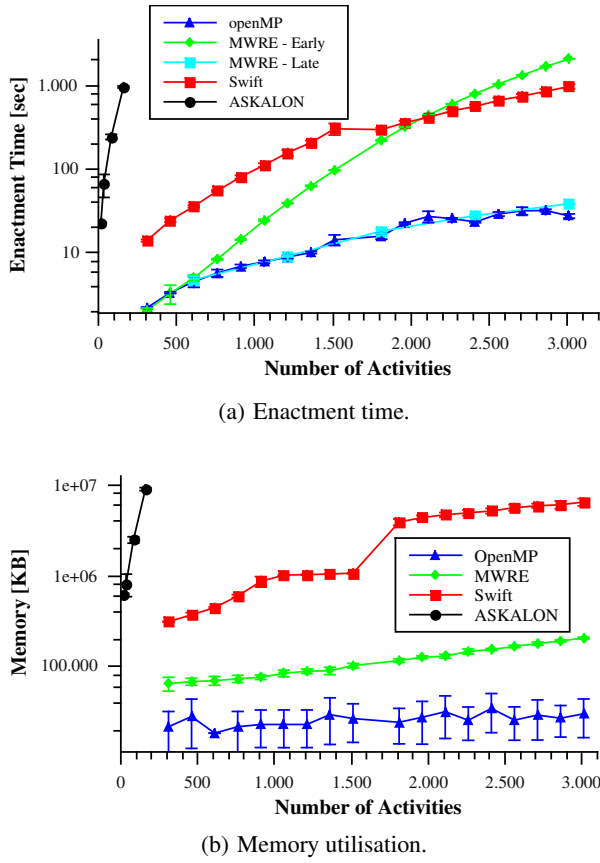 openMP
MWRE - Early
MWRE - Late
Swift
ASKALON
Enactment Time [sec]
1.000
100
10
0 500 1.000 1.500 2.000 2.500 3.000
Number of Activities
(a) Enactment time.
1e+07
1e+06
100.000
Memory [KB]
OpenMP
MWRE
Swift
ASKALON
0 500 1.000 1.500 2.000 2.500 3.000
Number of Activities
(b) Memory utilisation.